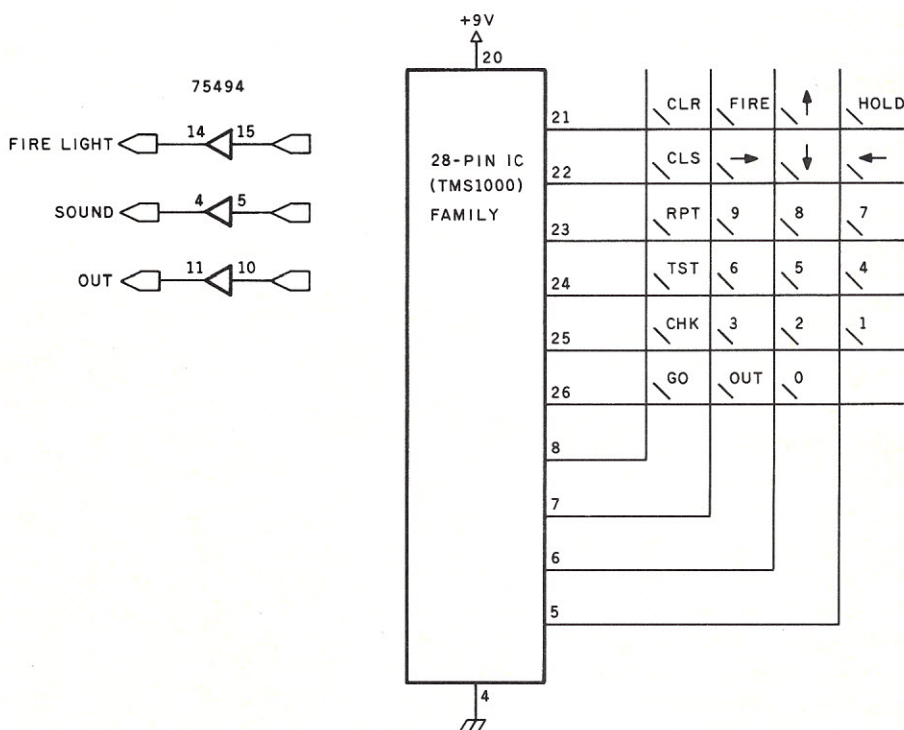 +9V
20
75494
14 15
FIRE LIGHT
4 5
SOUND
11 10
OUT
28-PIN IC
(TMS1000)
FAMILY
21 CLR FIRE ↑ HOLD
22 CLS → ↓ ←
23 RPT 9 8 7
24 TST 6 5 4
25 CHK 3 2 1
26 GO OUT 0
8
7
6
5
4